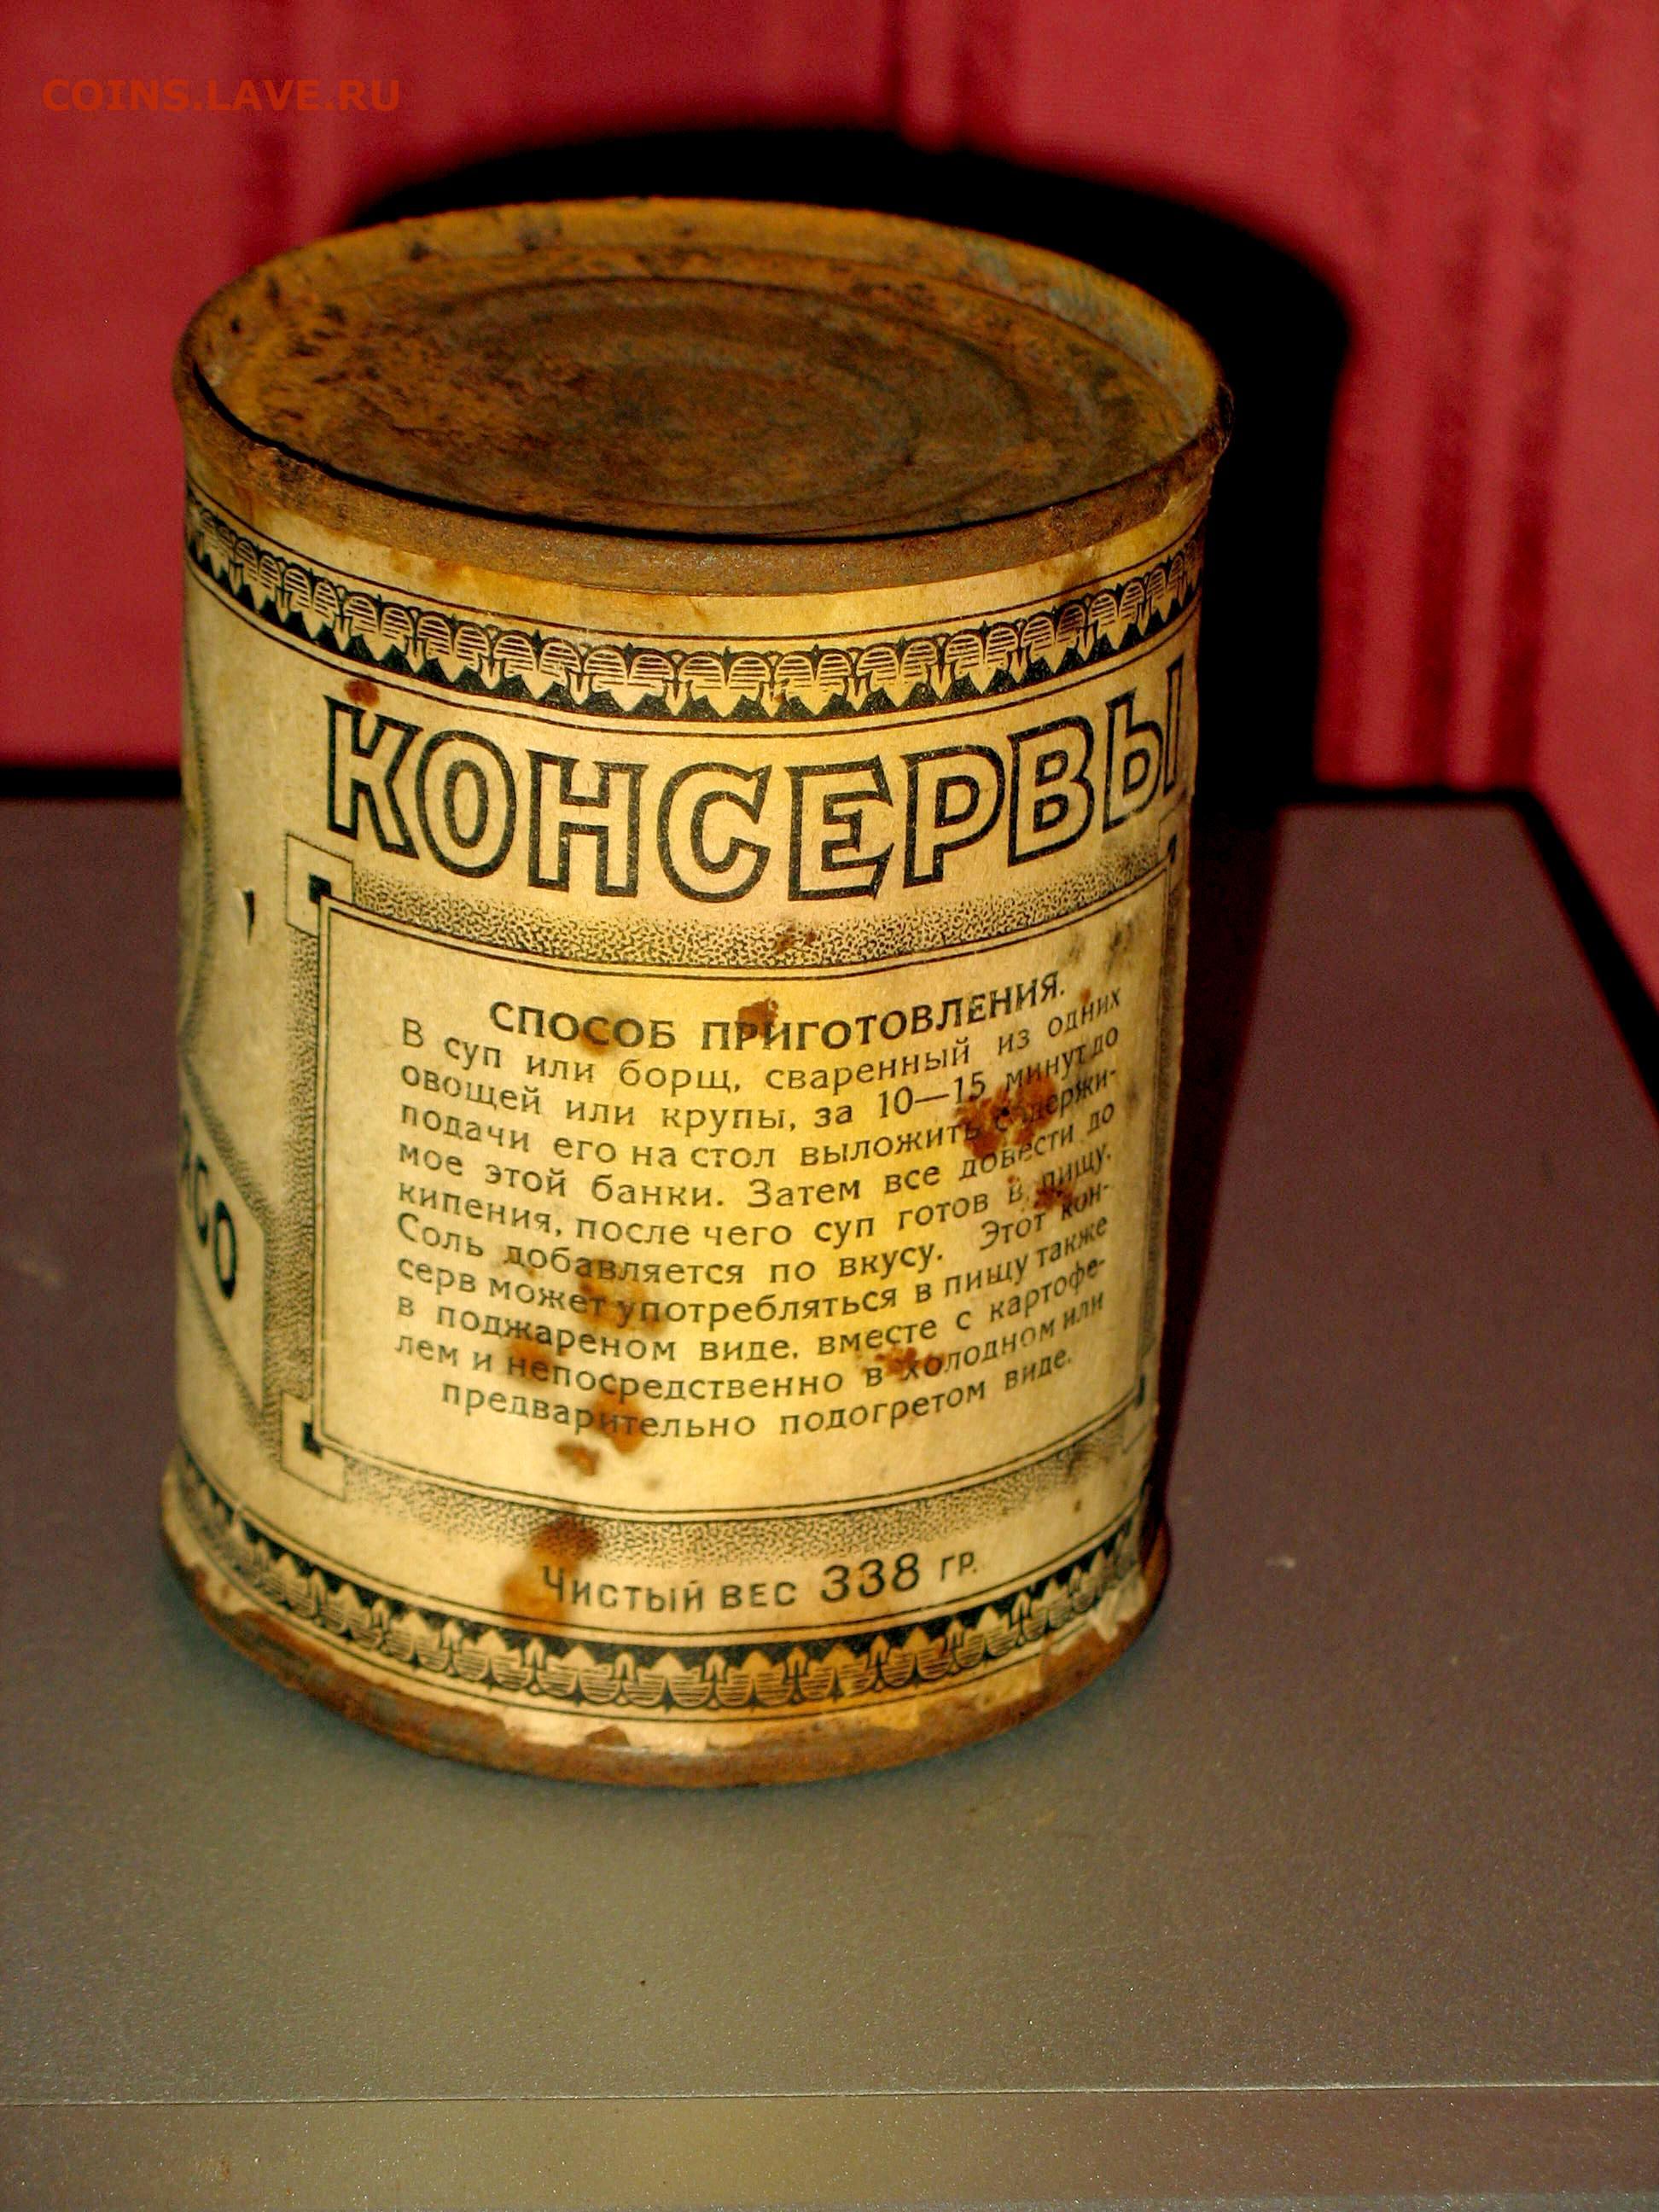 COINS.LAVE.RU
КОНСЕРВЫ
СПОСОБ ПРИГОТОВЛЕНИЯ.
В суп или борщ, сваренный из одних
овощей или крупы, за 10—15 минут до
подачи его на стол выложить содержи-
мое этой банки. Затем все довести до
кипения, после чего суп готов в пищу.
Соль добавляется по вкусу. Этот кон-
серв может употребляться в пищу также
в поджареном виде, вместе с картофе-
лем и непосредственно в холодном или
предварительно подогретом виде.
Чистый вес 338 гр.